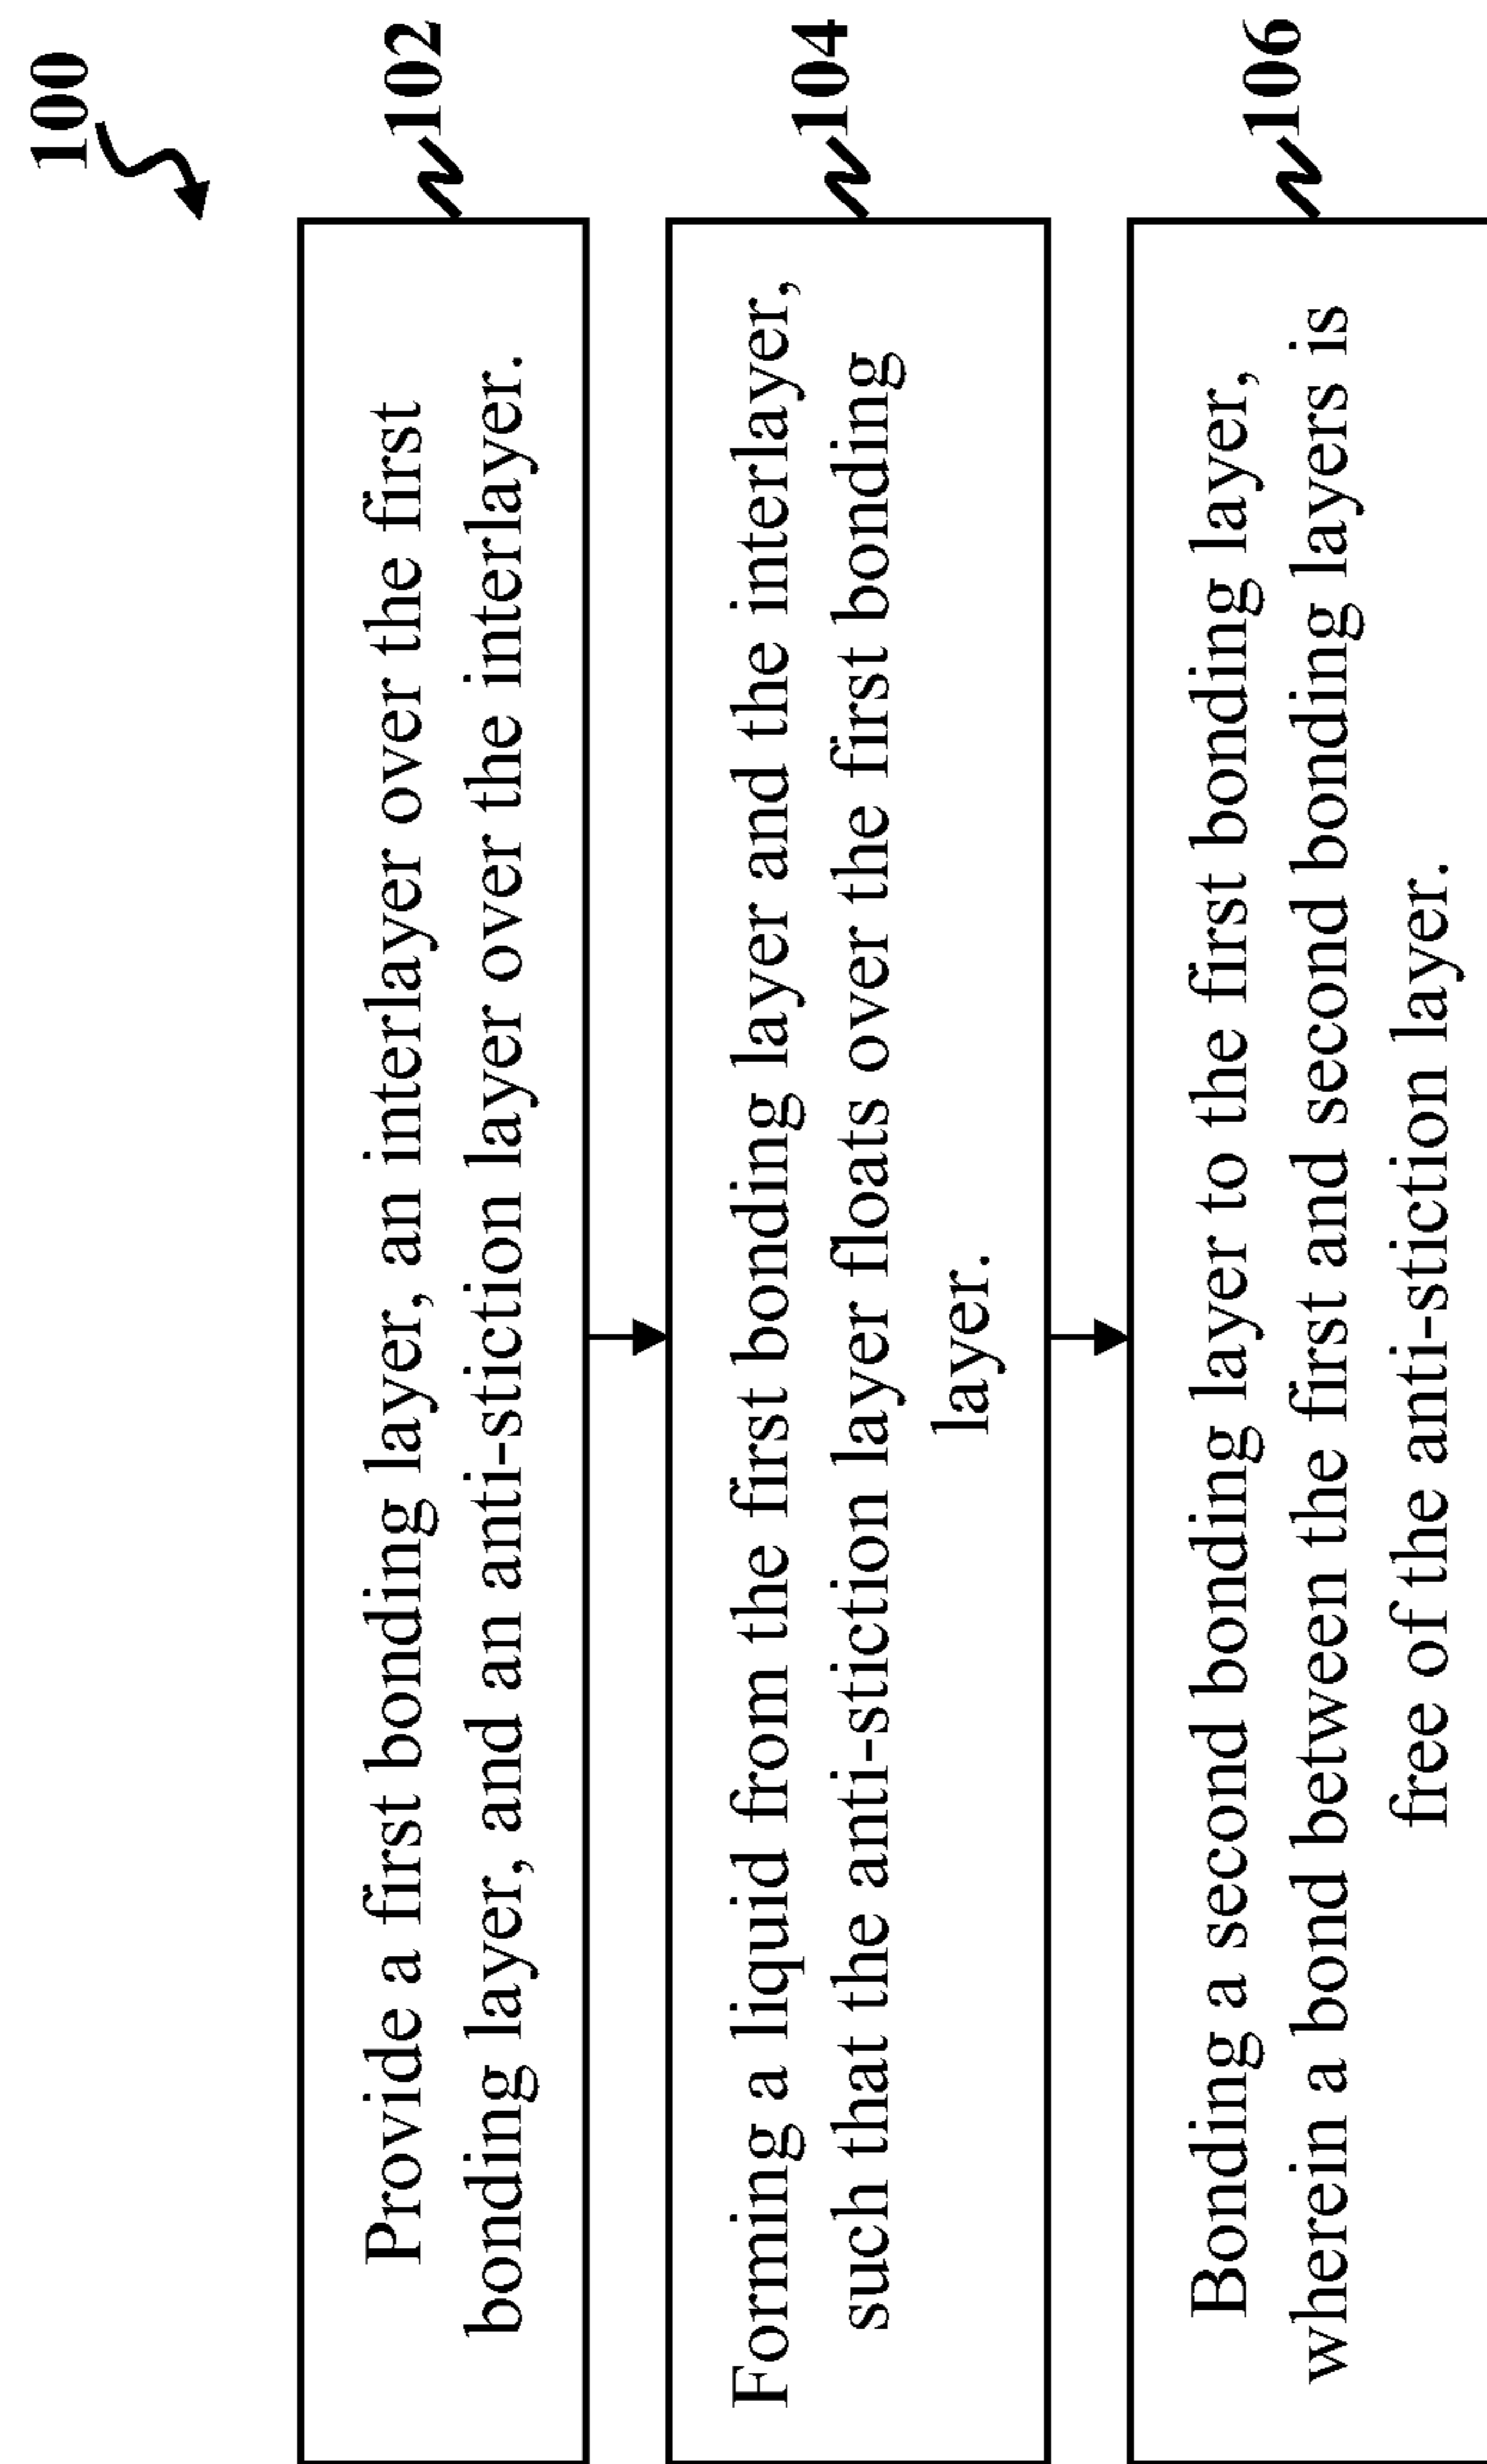 100
Provide a first bonding layer, an interlayer over the first
bonding layer, and an anti-stiction layer over the interlayer.
102
Forming a liquid from the first bonding layer and the interlayer,
such that the anti-stiction layer floats over the first bonding
layer.
104
Bonding a second bonding layer to the first bonding layer,
wherein a bond between the first and second bonding layers is
free of the anti-stiction layer.
106